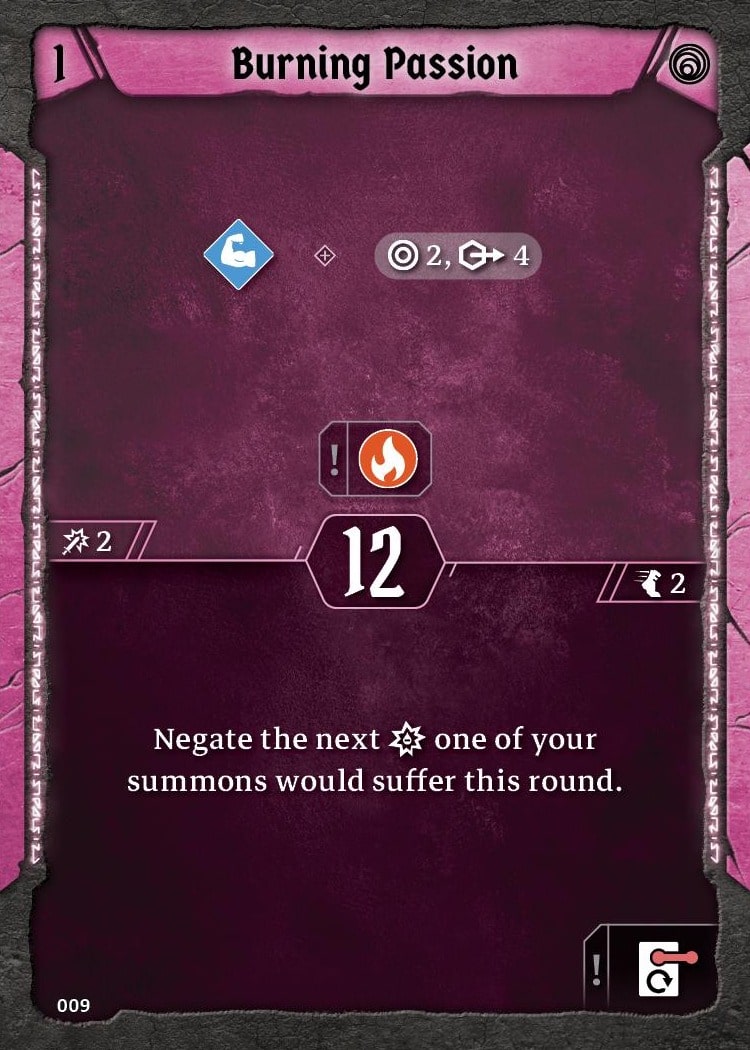 1 Burning Passion
2, 4
!
2
12
2
Negate the next one of your
summons would suffer this round.
!
009